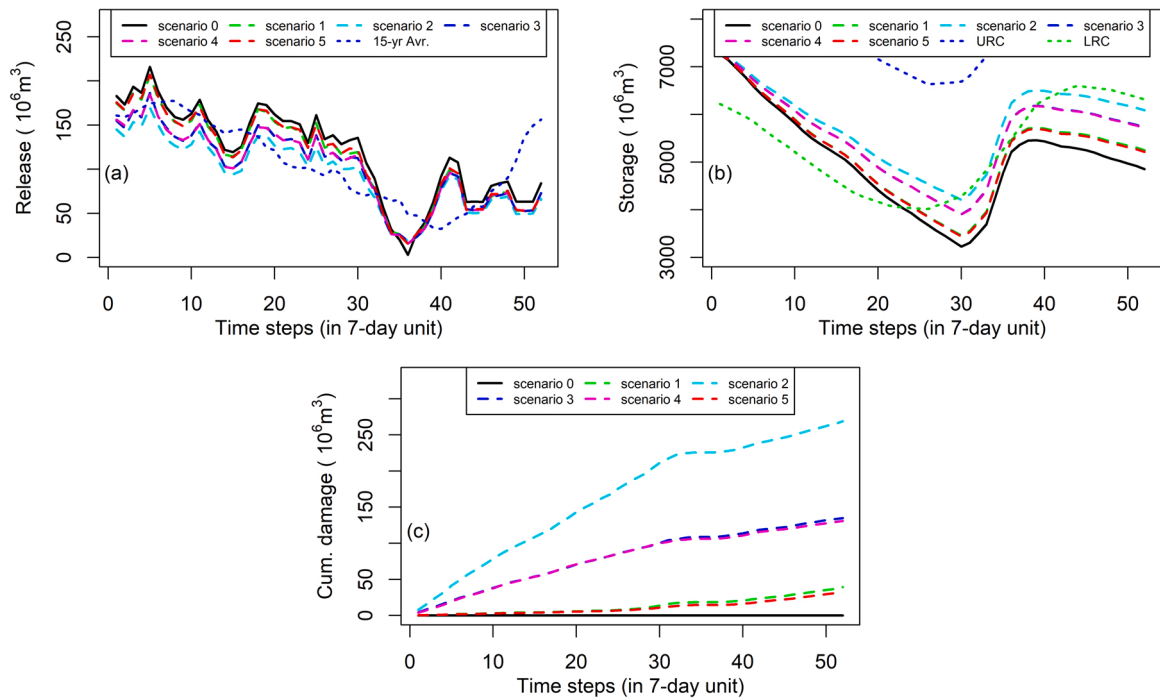 scenario 0 scenario 1 scenario 2 scenario 3
scenario 4 scenario 5 15-yr Avr.
Release ( 10⁶m³)
250
150
50
0
(a)
0 10 20 30 40 50
Time steps (in 7-day unit)
scenario 0 scenario 1 scenario 2 scenario 3
scenario 4 scenario 5 URC LRC
Storage ( 10⁶m³)
7000
5000
3000
(b)
0 10 20 30 40 50
Time steps (in 7-day unit)
scenario 0 scenario 1 scenario 2
scenario 3 scenario 4 scenario 5
Cum. damage ( 10⁶m³)
250
150
50
0
(c)
0 10 20 30 40 50
Time steps (in 7-day unit)